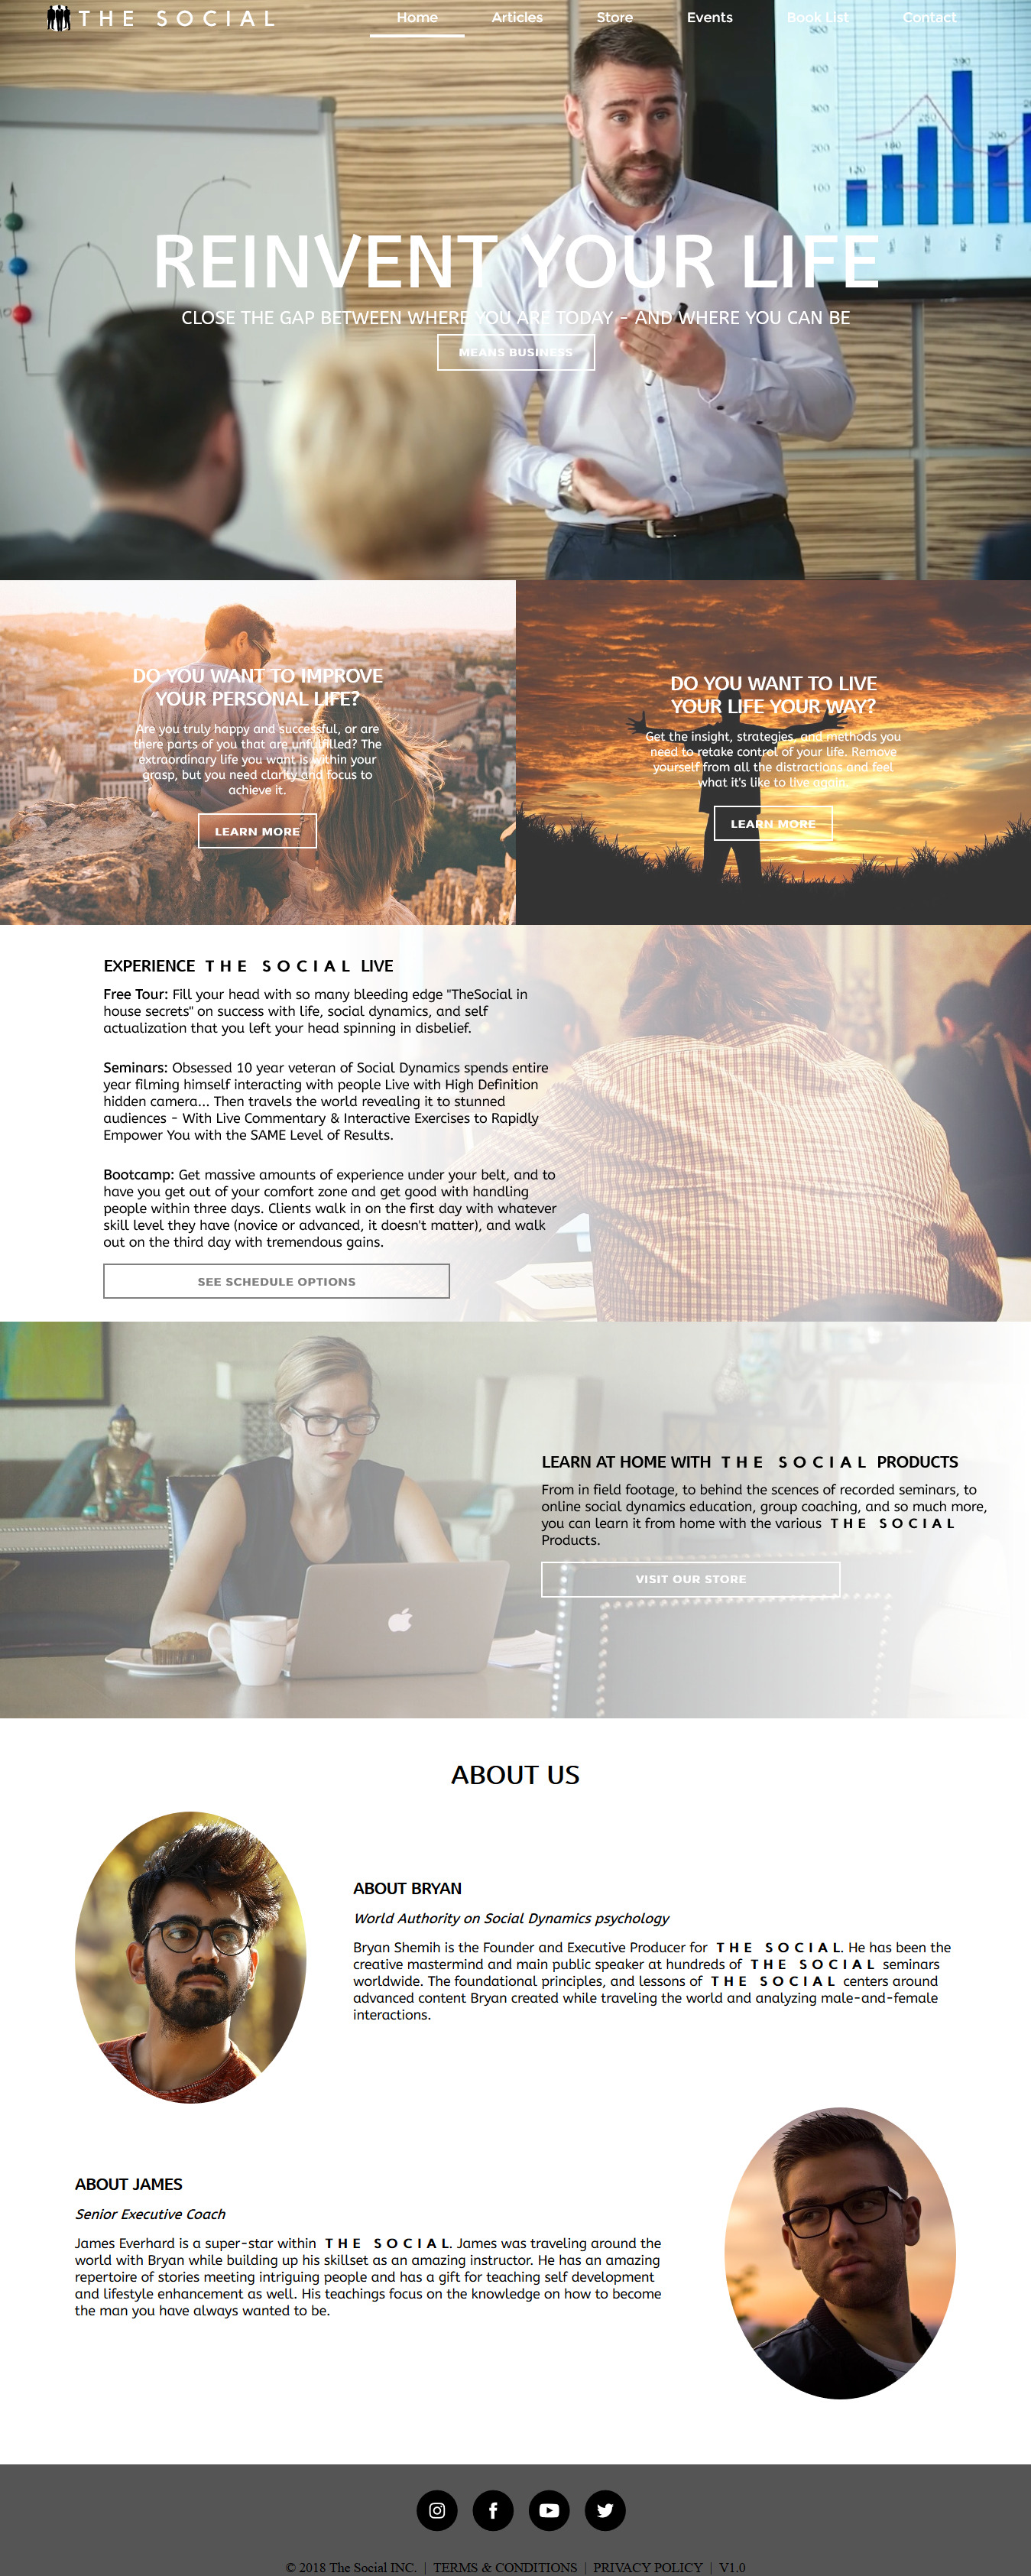 THE SOCIAL
Home Articles Store Events Book List Contact
500
400
300
200
100
0
120
180
250
390
200
REINVENT YOUR LIFE
CLOSE THE GAP BETWEEN WHERE YOU ARE TODAY - AND WHERE YOU CAN BE
MEANS BUSINESS
DO YOU WANT TO IMPROVE
YOUR PERSONAL LIFE?
Are you truly happy and successful, or are
there parts of you that are unfulfilled? The
extraordinary life you want is within your
grasp, but you need clarity and focus to
achieve it.
LEARN MORE
DO YOU WANT TO LIVE
YOUR LIFE YOUR WAY?
Get the insight, strategies, and methods you
need to retake control of your life. Remove
yourself from all the distractions and feel
what it's like to live again.
LEARN MORE
EXPERIENCE THE SOCIAL LIVE
Free Tour: Fill your head with so many bleeding edge "TheSocial in
house secrets" on success with life, social dynamics, and self
actualization that you left your head spinning in disbelief.
Seminars: Obsessed 10 year veteran of Social Dynamics spends entire
year filming himself interacting with people Live with High Definition
hidden camera... Then travels the world revealing it to stunned
audiences - With Live Commentary & Interactive Exercises to Rapidly
Empower You with the SAME Level of Results.
Bootcamp: Get massive amounts of experience under your belt, and to
have you get out of your comfort zone and get good with handling
people within three days. Clients walk in on the first day with whatever
skill level they have (novice or advanced, it doesn't matter), and walk
out on the third day with tremendous gains.
SEE SCHEDULE OPTIONS
LEARN AT HOME WITH THE SOCIAL PRODUCTS
From in field footage, to behind the scences of recorded seminars, to
online social dynamics education, group coaching, and so much more,
you can learn it from home with the various THE SOCIAL
Products.
VISIT OUR STORE
ABOUT US
ABOUT BRYAN
World Authority on Social Dynamics psychology
Bryan Shemih is the Founder and Executive Producer for THE SOCIAL. He has been the
creative mastermind and main public speaker at hundreds of THE SOCIAL seminars
worldwide. The foundational principles, and lessons of THE SOCIAL centers around
advanced content Bryan created while traveling the world and analyzing male-and-female
interactions.
ABOUT JAMES
Senior Executive Coach
James Everhard is a super-star within THE SOCIAL. James was traveling around the
world with Bryan while building up his skillset as an amazing instructor. He has an amazing
repertoire of stories meeting intriguing people and has a gift for teaching self development
and lifestyle enhancement as well. His teachings focus on the knowledge on how to become
the man you have always wanted to be.
© 2018 The Social INC. | TERMS & CONDITIONS | PRIVACY POLICY | V1.0